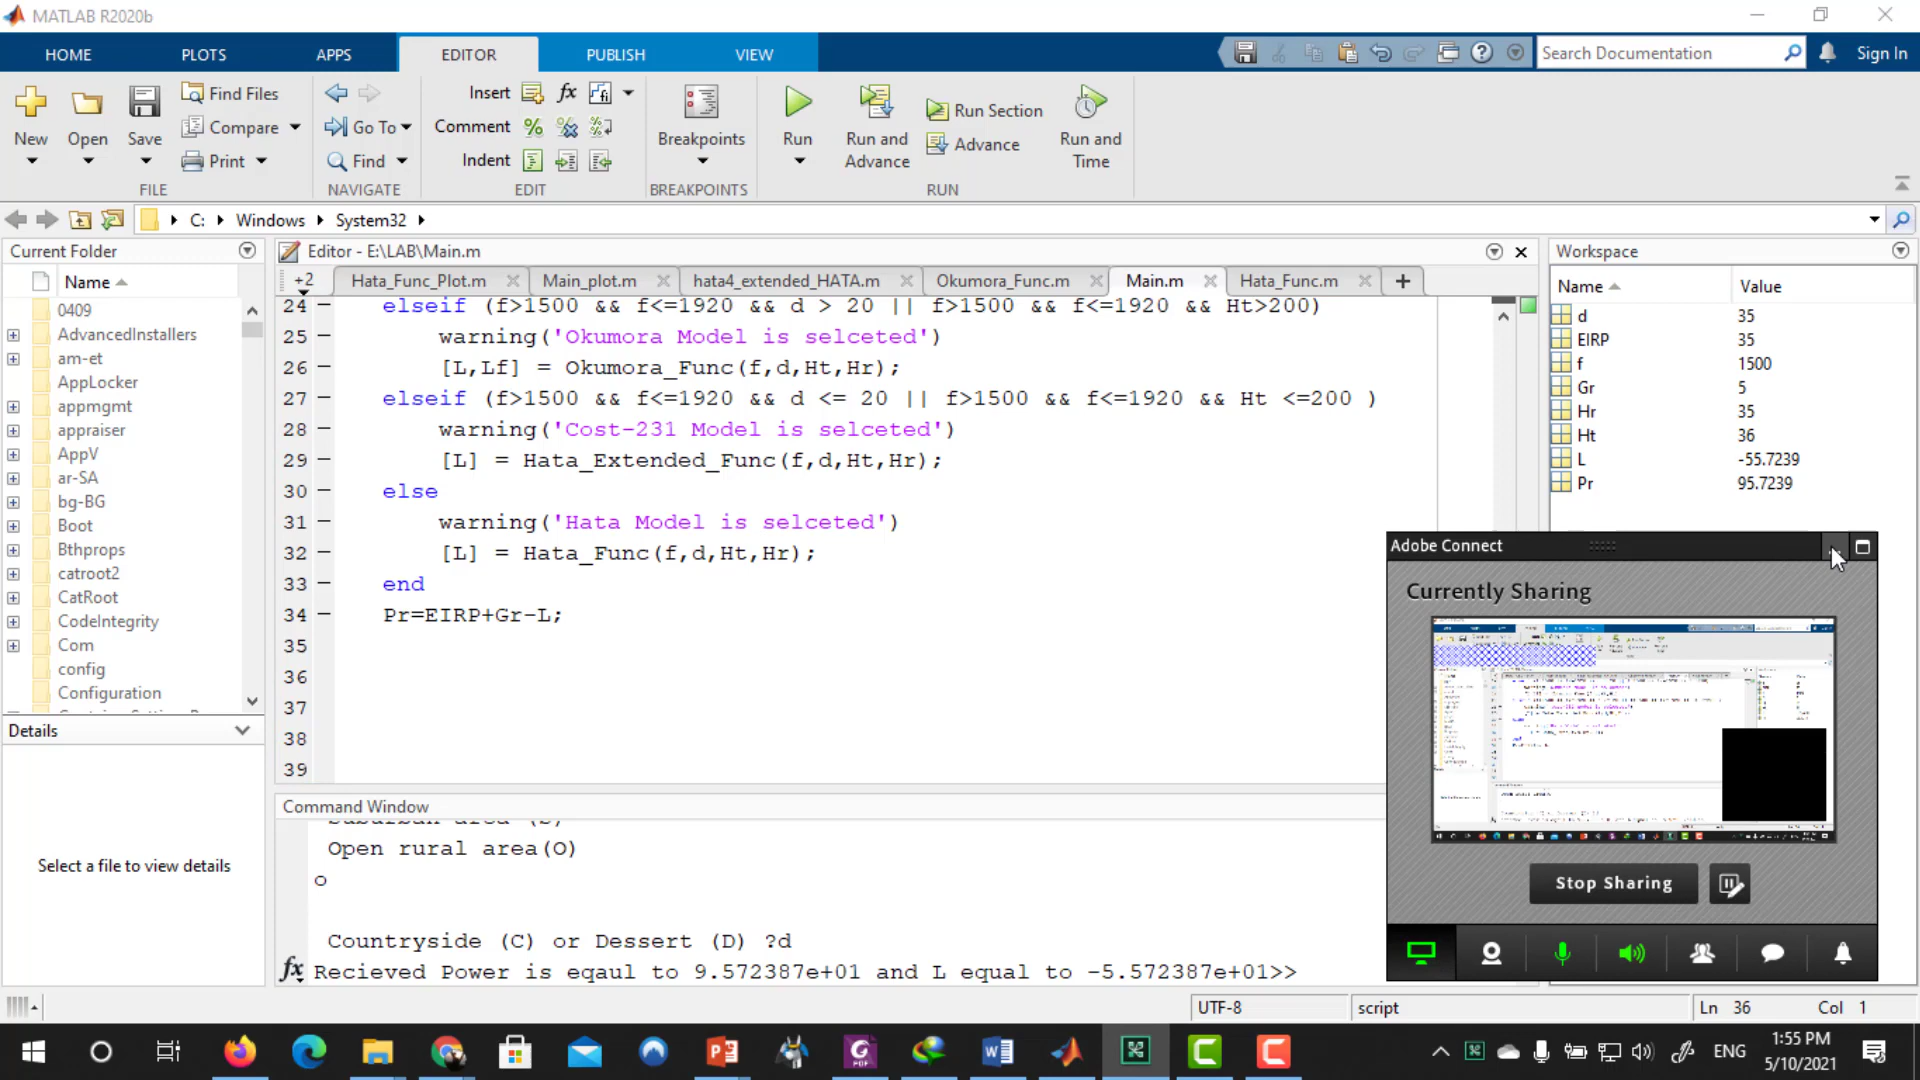 MATLAB R2020b
HOME
PLOTS
APPS
EDITOR
PUBLISH
VIEW
Search Documentation
Sign In
New
Open
Save
Find Files
Compare
Print
FILE
Go To
Find
NAVIGATE
Insert
Comment
Indent
EDIT
Breakpoints
BREAKPOINTS
Run
Run and Advance
Run Section
Advance
Run and Time
RUN
C: Windows System32
Current Folder
Name
0409
AdvancedInstallers
am-et
AppLocker
appmgmt
appraiser
AppV
ar-SA
bg-BG
Boot
Bthprops
catroot2
CatRoot
CodeIntegrity
Com
config
Configuration
Details
Select a file to view details
Editor - E:\LAB\Main.m
+2
Hata_Func_Plot.m
Main_plot.m
hata4_extended_HATA.m
Okumora_Func.m
Main.m
Hata_Func.m
24 elseif (f>1500 && f<=1920 && d > 20 || f>1500 && f<=1920 && Ht>200)
25 warning('Okumora Model is selceted')
26 [L,Lf] = Okumora_Func(f,d,Ht,Hr);
27 elseif (f>1500 && f<=1920 && d <= 20 || f>1500 && f<=1920 && Ht <=200 )
28 warning('Cost-231 Model is selceted')
29 [L] = Hata_Extended_Func(f,d,Ht,Hr);
30 else
31 warning('Hata Model is selceted')
32 [L] = Hata_Func(f,d,Ht,Hr);
33 end
34 Pr=EIRP+Gr-L;
35
36
37
38
39
Command Window
Open rural area(O)
o
Countryside (C) or Dessert (D) ?d
fx Recieved Power is eqaul to 9.572387e+01 and L equal to -5.572387e+01>>
Workspace
Name Value
d 35
EIRP 35
f 1500
Gr 5
Hr 35
Ht 36
L -55.7239
Pr 95.7239
Adobe Connect
Currently Sharing
Stop Sharing
UTF-8
script
Ln 36 Col 1
ENG
1:55 PM
5/10/2021